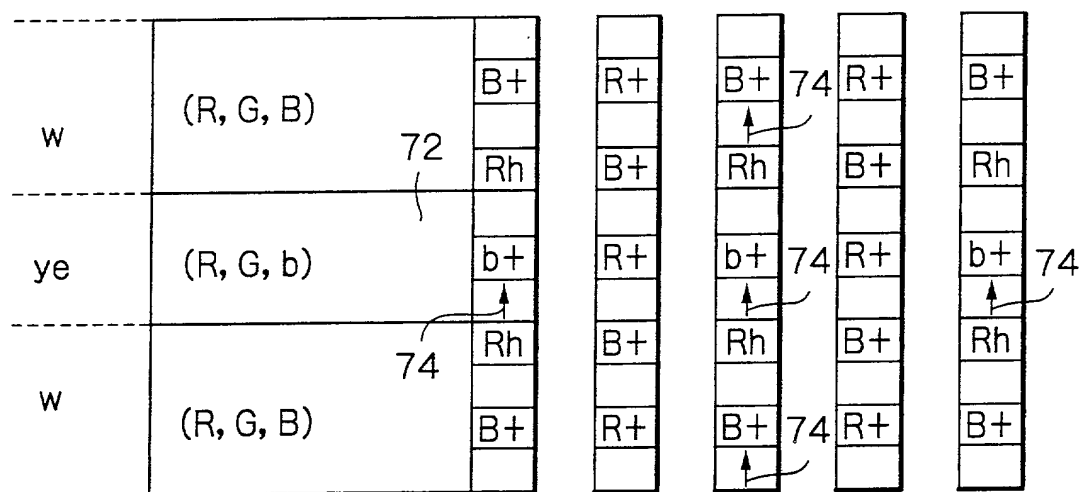 B+ R+ B+ 74 R+ B+
(R, G, B)
w
72 Rh B+ Rh B+ Rh
ye (R, G, b) b+ R+ b+ 74 R+ b+ 74
74 Rh B+ Rh B+ Rh
w
(R, G, B) B+ R+ B+ 74 R+ B+